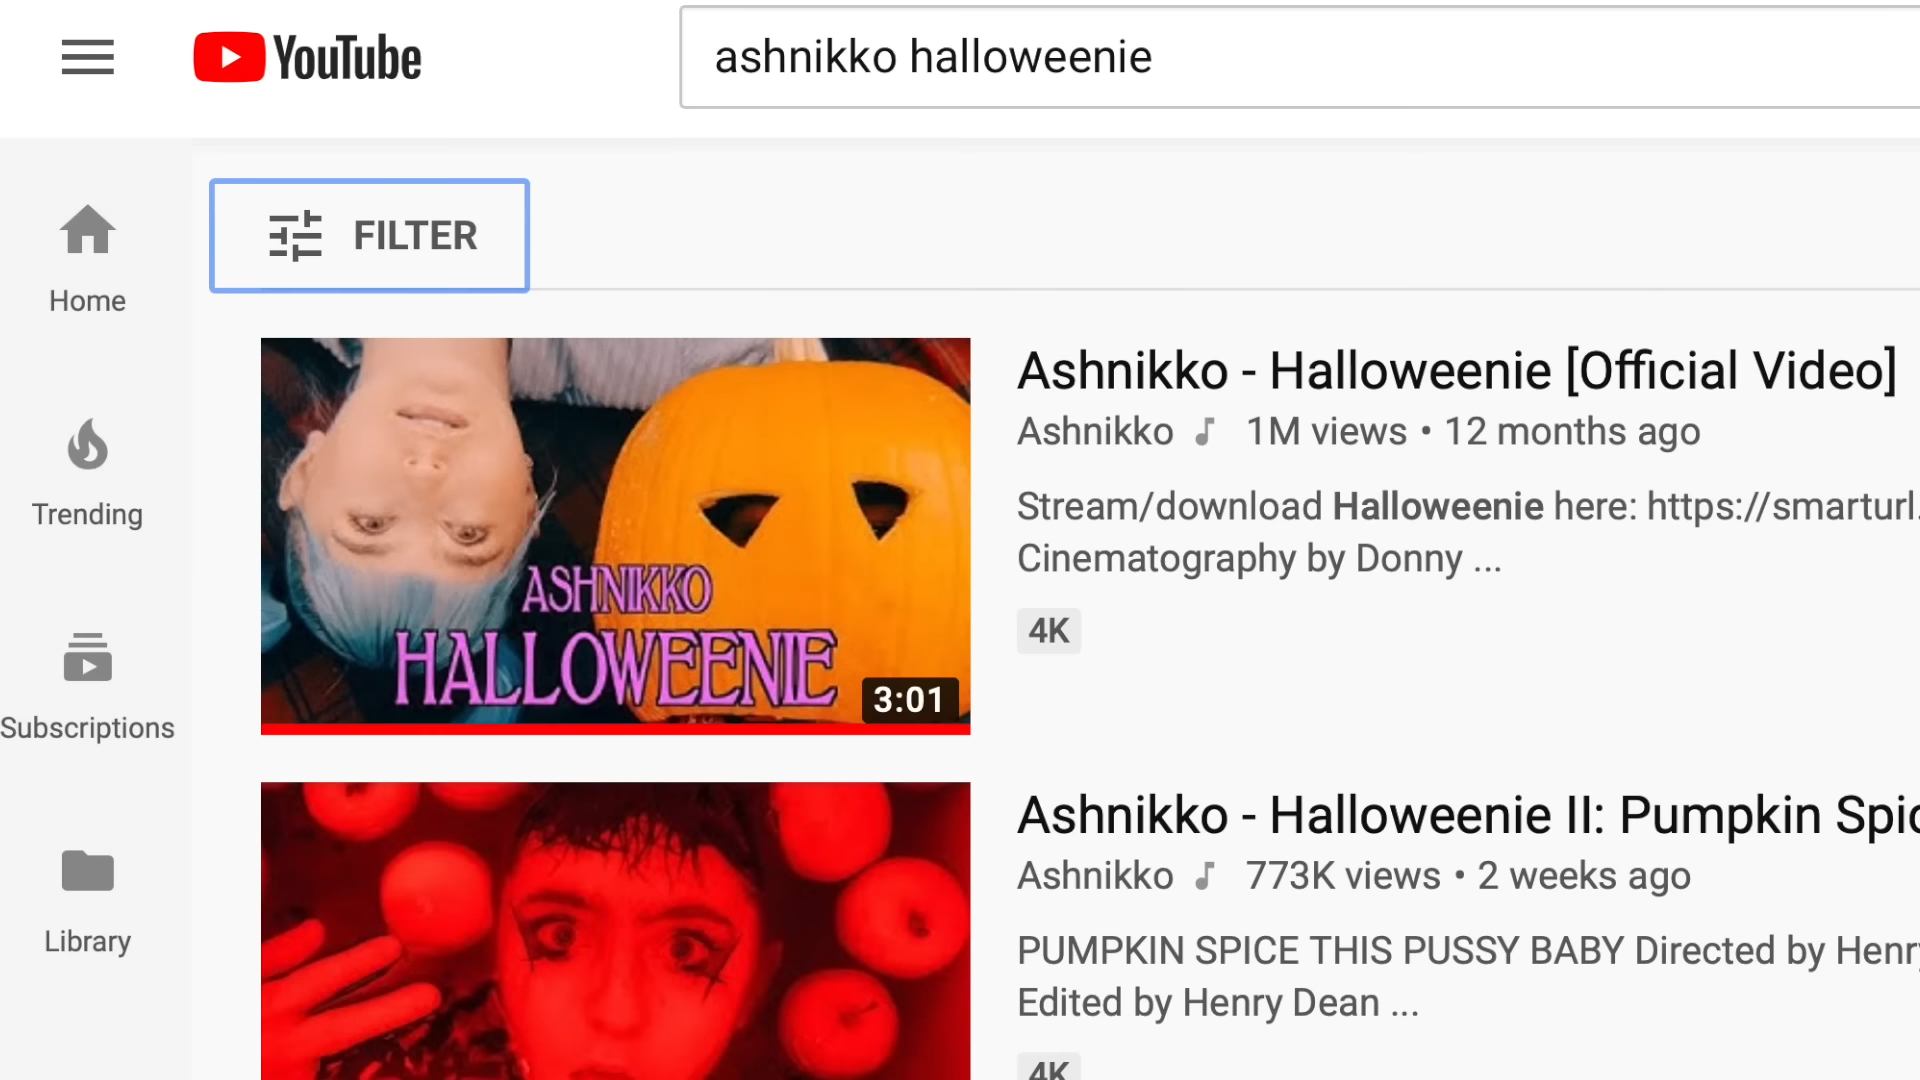 YouTube
ashnikko halloweenie
FILTER
Home
Trending
Subscriptions
Library
ASHNIKKO
HALLOWEENIE
3:01
Ashnikko - Halloweenie [Official Video]
Ashnikko 1M views • 12 months ago
Stream/download Halloweenie here: https://smarturl.
Cinematography by Donny ...
4K
Ashnikko - Halloweenie II: Pumpkin Spic
Ashnikko 773K views • 2 weeks ago
PUMPKIN SPICE THIS PUSSY BABY Directed by Henry
Edited by Henry Dean ...
4K